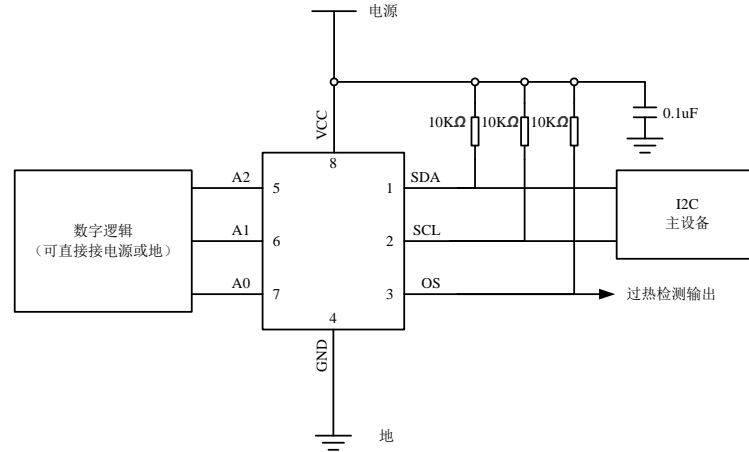 电源
10KΩ 10KΩ 10KΩ
0.1uF
VCC
8
A2 5 1 SDA
I2C
主设备
数字逻辑
（可直接接电源或地）
A1 6 2 SCL
A0 7 3 OS
过热检测输出
4
GND
地